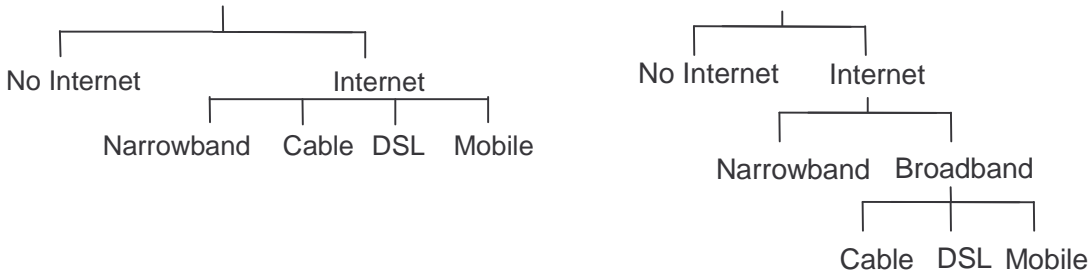 No Internet Internet
Narrowband Cable DSL Mobile
No Internet Internet
Narrowband Broadband
Cable DSL Mobile